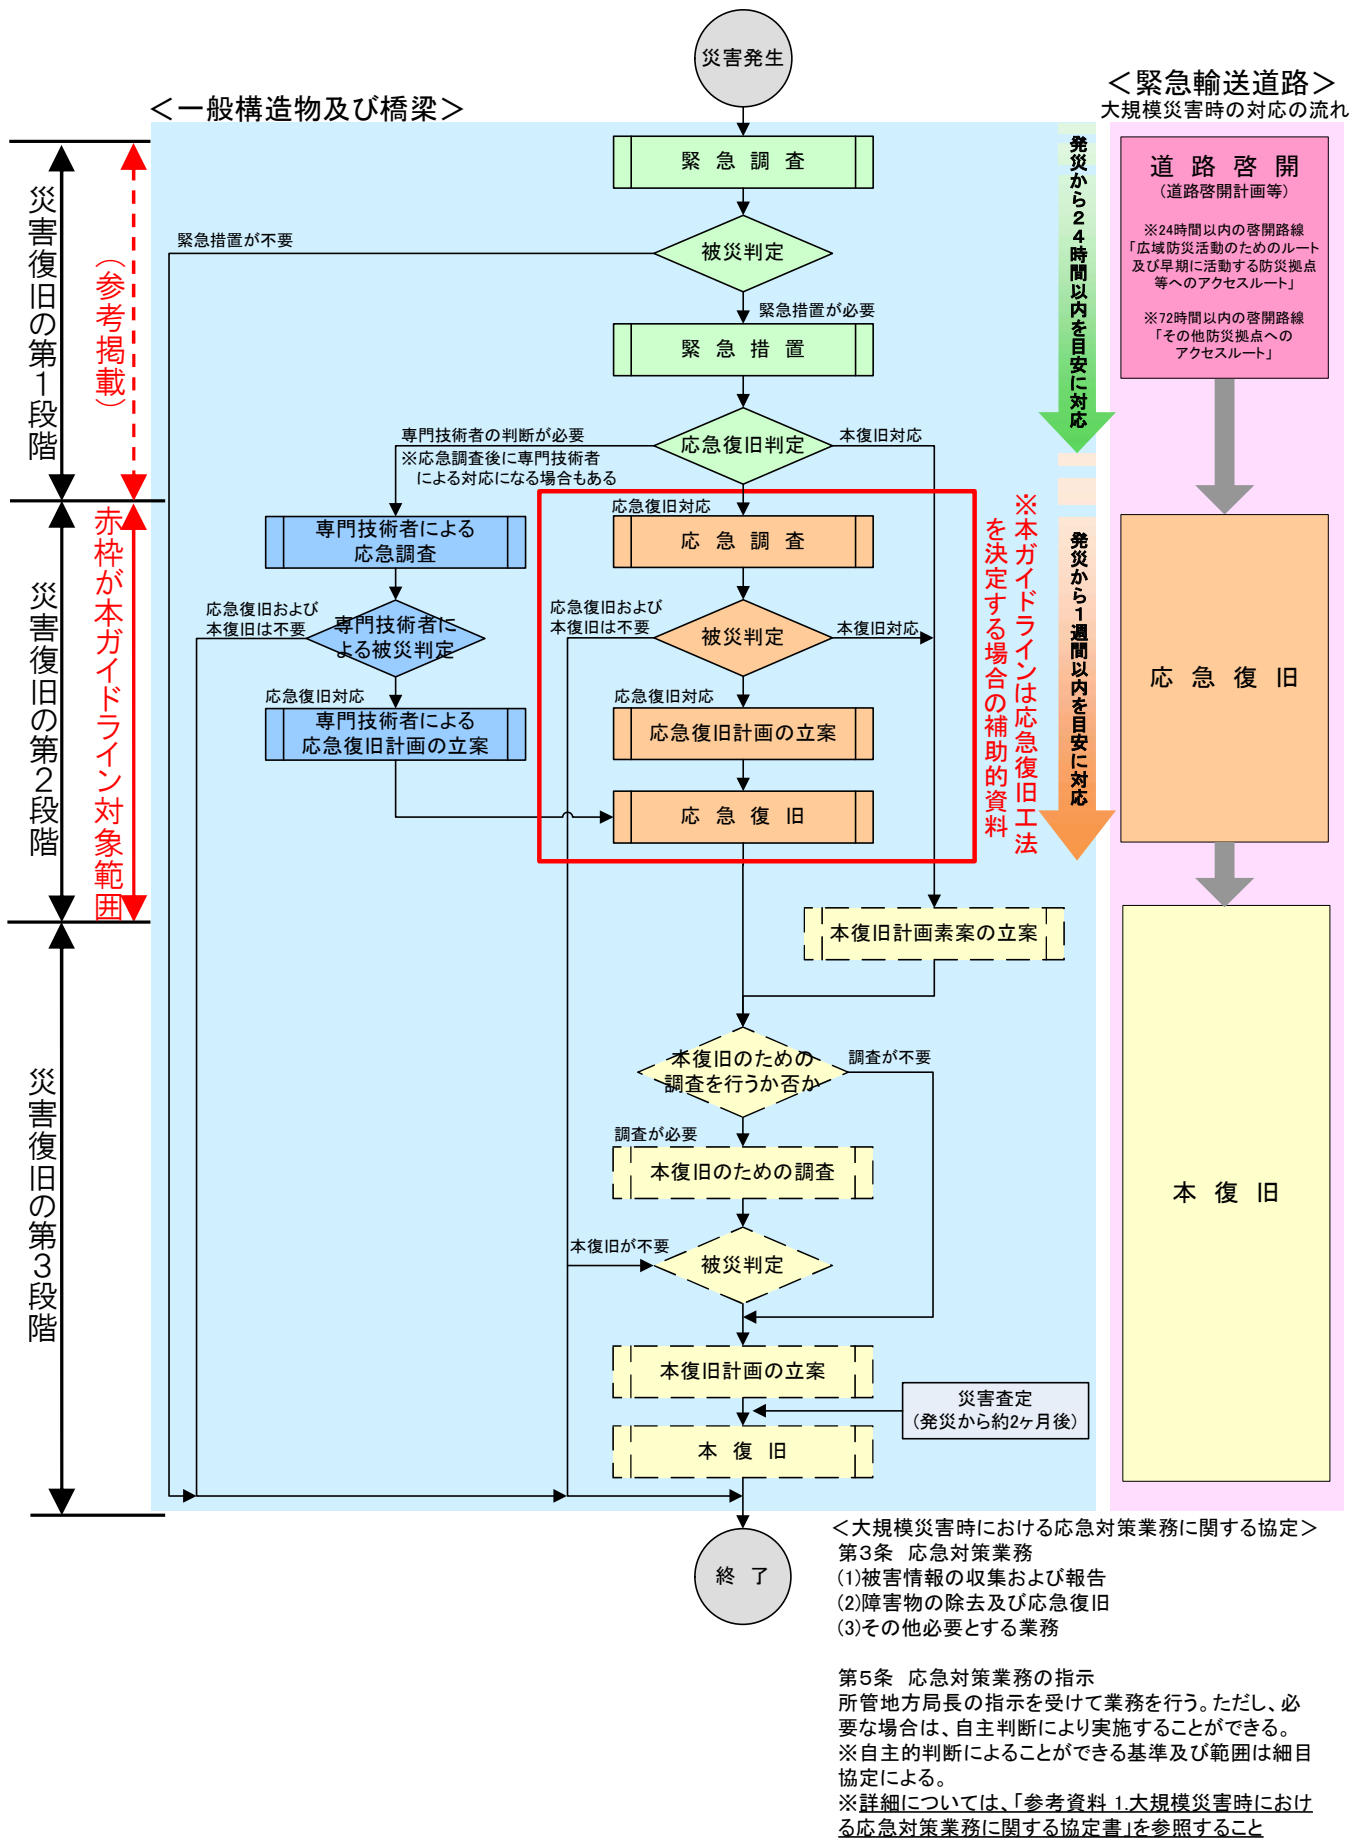 災害発生
＜一般構造物及び橋梁＞
＜緊急輸送道路＞
大規模災害時の対応の流れ
災害復旧の第１段階
（参考掲載）
緊 急 調 査
被災判定
緊急措置が不要
緊急措置が必要
緊 急 措 置
応急復旧判定
専門技術者の判断が必要
※応急調査後に専門技術者
による対応になる場合もある
本復旧対応
発災から２４時間以内を目安に対応
道 路 啓 開
（道路啓開計画等）
※24時間以内の啓開路線
「広域防災活動のためのルート
及び早期に活動する防災拠点
等へのアクセスルート」
※72時間以内の啓開路線
「その他防災拠点への
アクセスルート」
災害復旧の第２段階
赤枠が本ガイドライン対象範囲
専門技術者による
応急調査
応急復旧および
本復旧は不要
専門技術者に
よる被災判定
応急復旧対応
専門技術者による
応急復旧計画の立案
応急復旧対応
応 急 調 査
応急復旧および
本復旧は不要
被災判定
本復旧対応
応急復旧対応
応急復旧計画の立案
応 急 復 旧
※本ガイドラインは応急復旧工法
を決定する場合の補助的資料
発災から１週間以内を目安に対応
応 急 復 旧
災害復旧の第３段階
本復旧計画素案の立案
本復旧のための
調査を行うか否か
調査が不要
調査が必要
本復旧のための調査
本復旧が不要
被災判定
本復旧計画の立案
災害査定
（発災から約2ヶ月後）
本 復 旧
本 復 旧
終 了
＜大規模災害時における応急対策業務に関する協定＞
第３条 応急対策業務
(1)被害情報の収集および報告
(2)障害物の除去及び応急復旧
(3)その他必要とする業務
第５条 応急対策業務の指示
所管地方局長の指示を受けて業務を行う。ただし、必
要な場合は、自主判断により実施することができる。
※自主的判断によることができる基準及び範囲は細目
協定による。
※詳細については、「参考資料 1.大規模災害時におけ
る応急対策業務に関する協定書」を参照すること